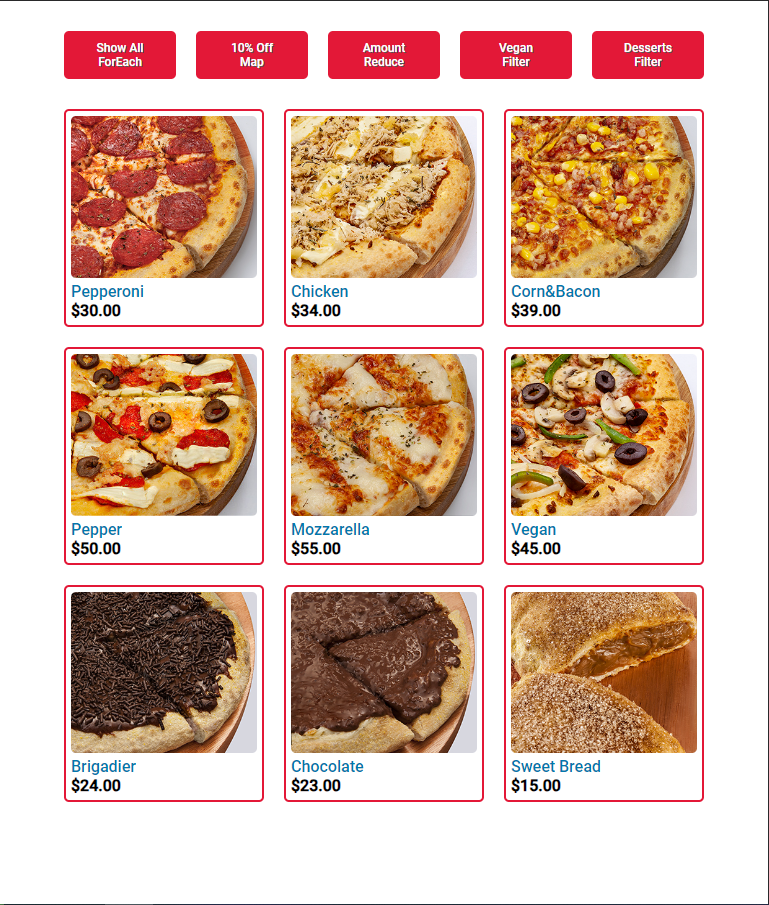 Show All
ForEach
10% Off
Map
Amount
Reduce
Vegan
Filter
Desserts
Filter
Pepperoni
$30.00
Chicken
$34.00
Corn&Bacon
$39.00
Pepper
$50.00
Mozzarella
$55.00
Vegan
$45.00
Brigadier
$24.00
Chocolate
$23.00
Sweet Bread
$15.00